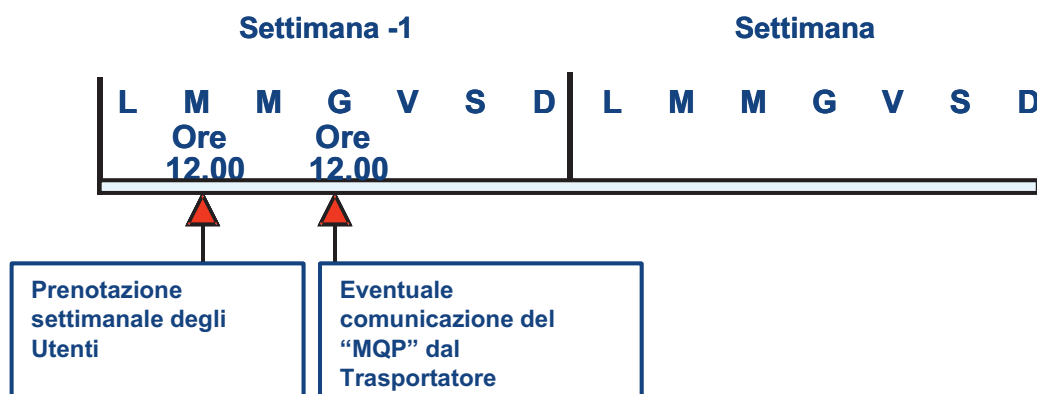 Settimana -1 Settimana
L M M G V S D L M M G V S D
Ore Ore
12.00 12.00
Prenotazione
settimanale degli
Utenti
Eventuale
comunicazione del
“MQP” dal
Trasportatore